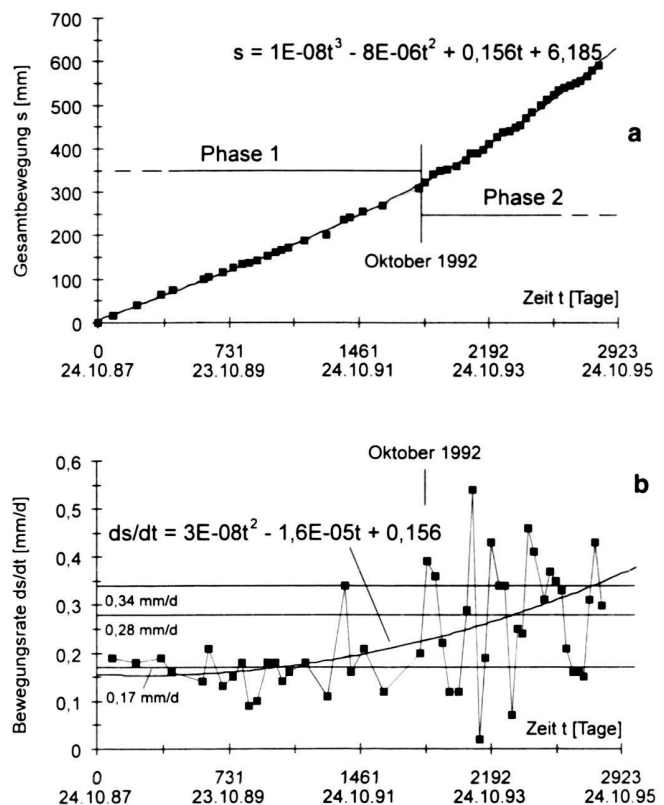 700
s = 1E-08t³ - 8E-06t² + 0,156t + 6,185
600
500
a
400
Phase 1
300
Phase 2
200
Oktober 1992
100
Zeit t [Tage]
0
Gesamtbewegung s [mm]
0 731 1461 2192 2923
24.10.87 23.10.89 24.10.91 24.10.93 24.10.95
0,6
Oktober 1992
b
0,5
ds/dt = 3E-08t² - 1,6E-05t + 0,156
0,4
0,34 mm/d
0,3
0,28 mm/d
0,2
0,17 mm/d
0,1
Zeit t [Tage]
0
Bewegungsrate ds/dt [mm/d]
0 731 1461 2192 2923
24.10.87 23.10.89 24.10.91 24.10.93 24.10.95